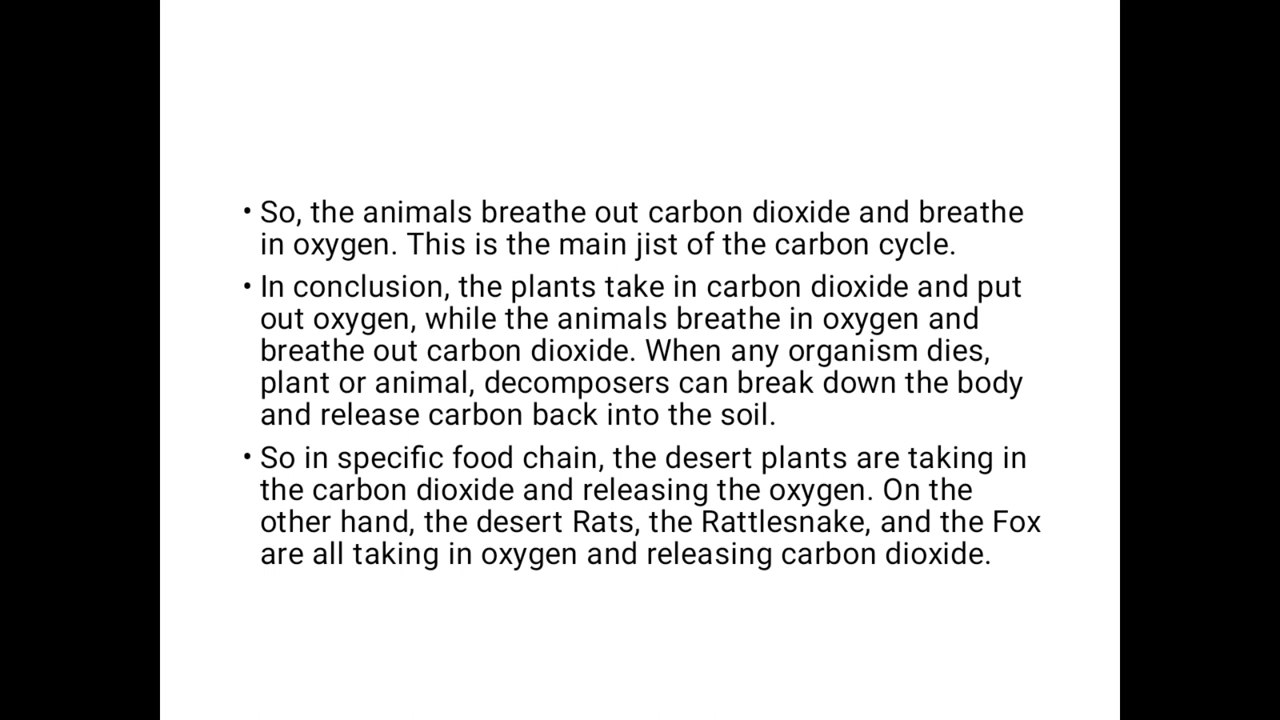 • So, the animals breathe out carbon dioxide and breathe
in oxygen. This is the main jist of the carbon cycle.
• In conclusion, the plants take in carbon dioxide and put
out oxygen, while the animals breathe in oxygen and
breathe out carbon dioxide. When any organism dies,
plant or animal, decomposers can break down the body
and release carbon back into the soil.
• So in specific food chain, the desert plants are taking in
the carbon dioxide and releasing the oxygen. On the
other hand, the desert Rats, the Rattlesnake, and the Fox
are all taking in oxygen and releasing carbon dioxide.